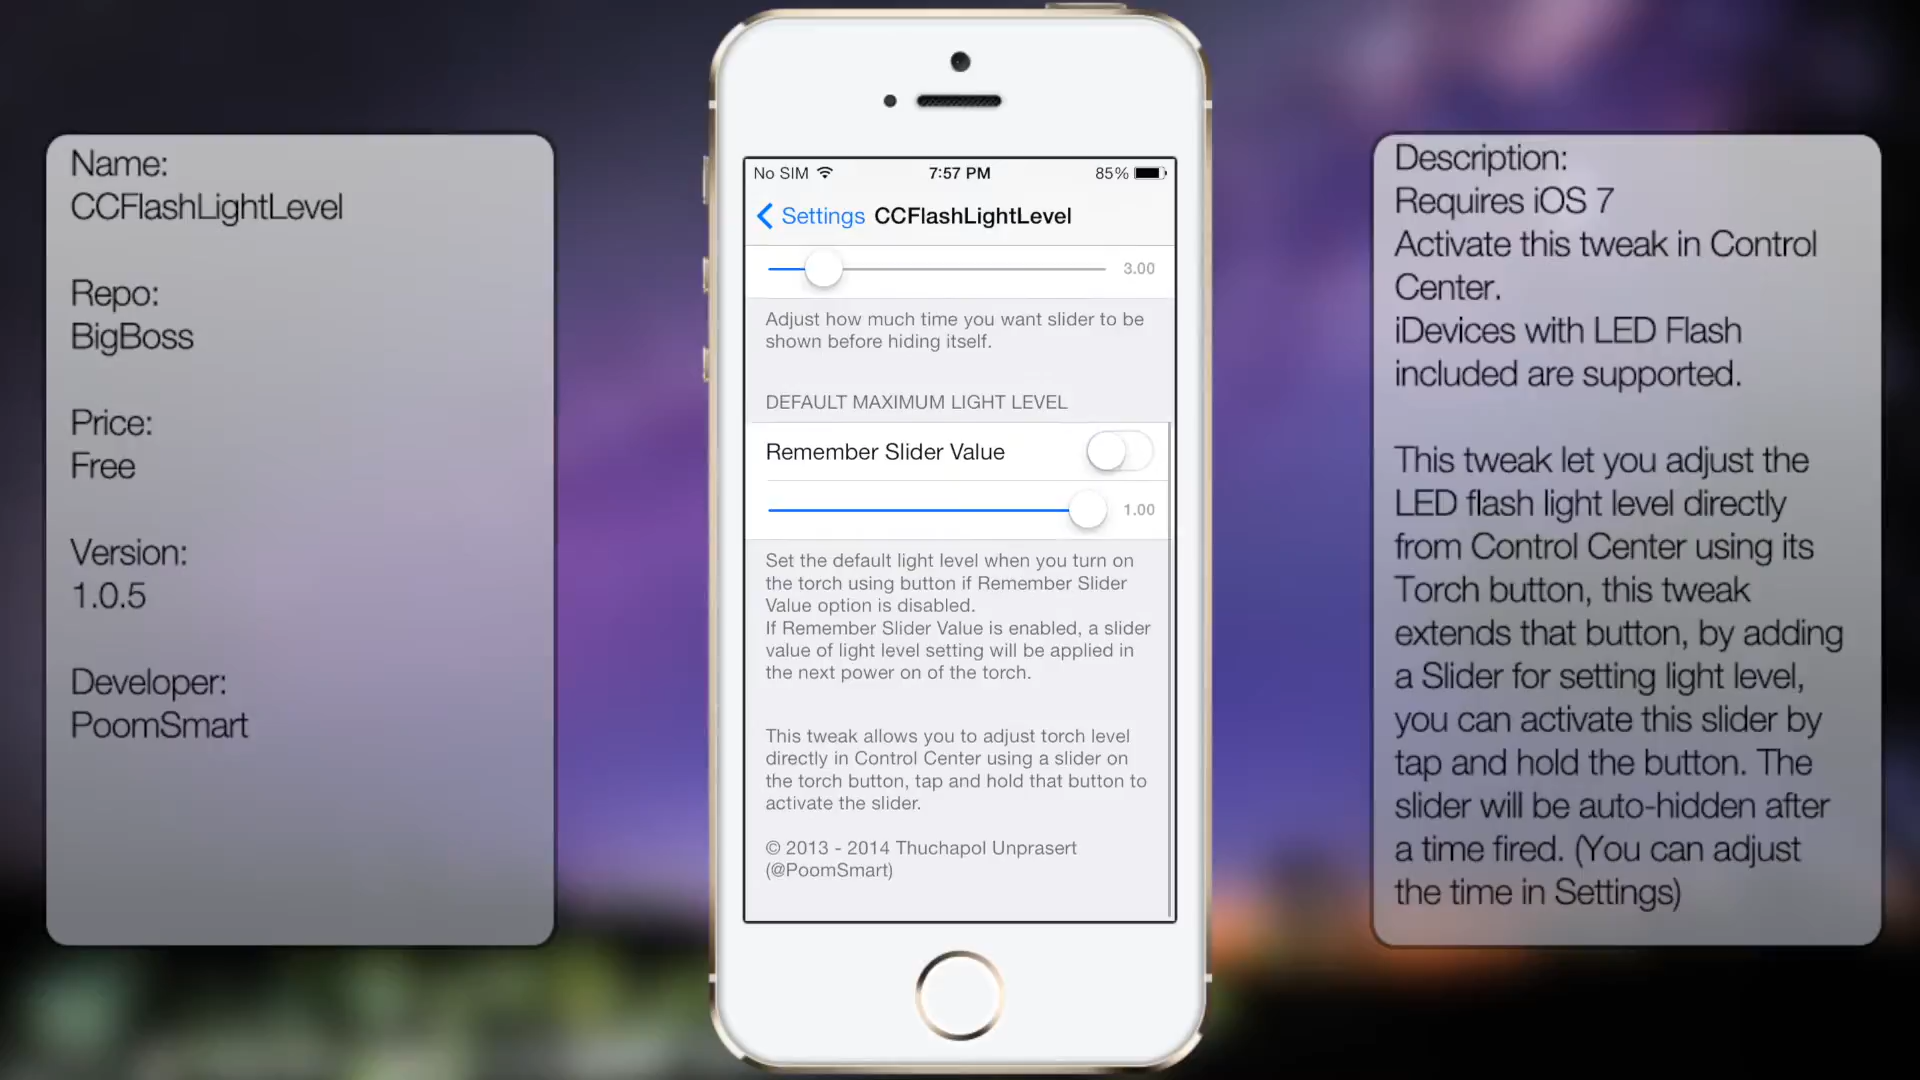 Name:
CCFlashLightLevel
Repo:
BigBoss
Price:
Free
Version:
1.0.5
Developer:
PoomSmart
No SIM 7:57 PM 85%
Settings CCFlashLightLevel
3.00
Adjust how much time you want slider to be
shown before hiding itself.
DEFAULT MAXIMUM LIGHT LEVEL
Remember Slider Value
1.00
Set the default light level when you turn on
the torch using button if Remember Slider
Value option is disabled.
If Remember Slider Value is enabled, a slider
value of light level setting will be applied in
the next power on of the torch.
This tweak allows you to adjust torch level
directly in Control Center using a slider on
the torch button, tap and hold that button to
activate the slider.
© 2013 - 2014 Thuchapol Unprasert
(@PoomSmart)
Description:
Requires iOS 7
Activate this tweak in Control
Center.
iDevices with LED Flash
included are supported.
This tweak let you adjust the
LED flash light level directly
from Control Center using its
Torch button, this tweak
extends that button, by adding
a Slider for setting light level,
you can activate this slider by
tap and hold the button. The
slider will be auto-hidden after
a time fired. (You can adjust
the time in Settings)